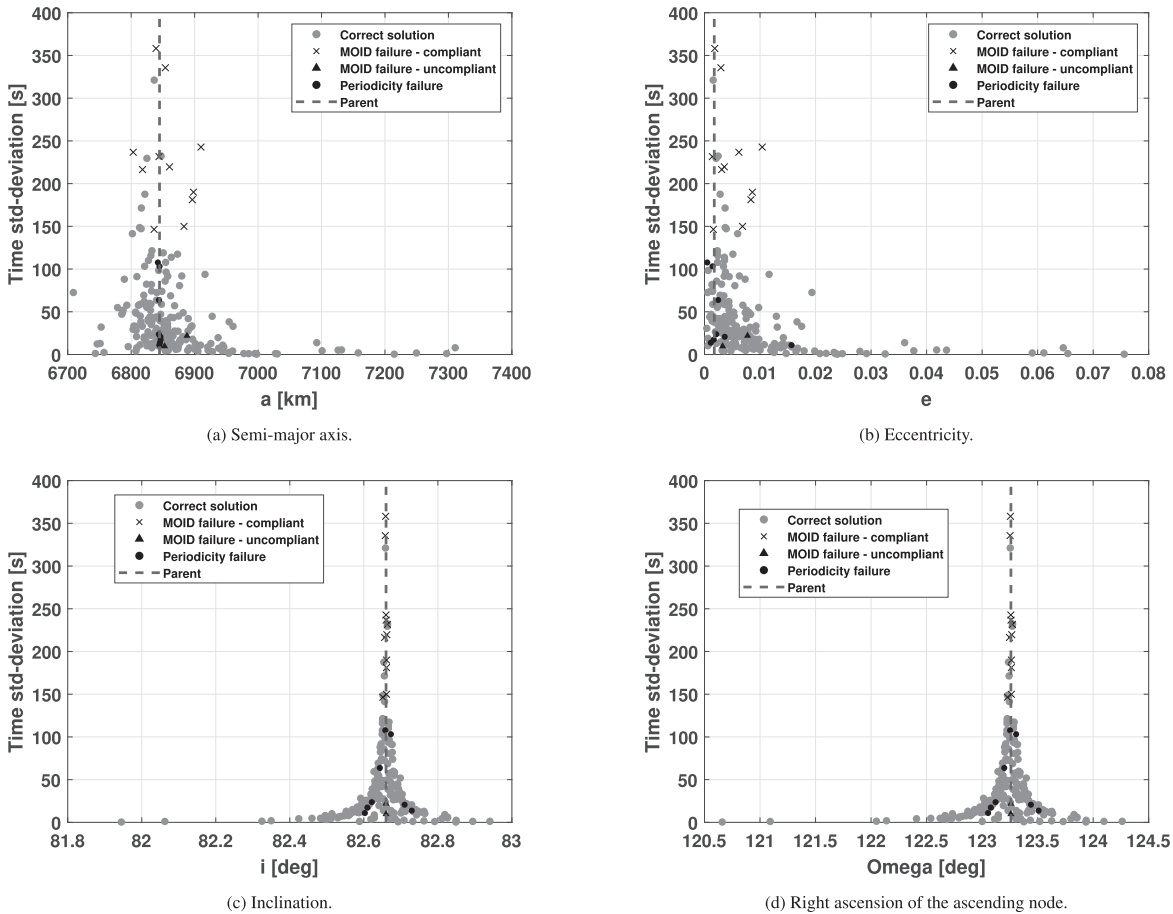 400
350
300
250
200
150
100
50
0
Time std-deviation [s]
Correct solution
MOID failure - compliant
MOID failure - uncompliant
Periodicity failure
Parent
6700 6800 6900 7000 7100 7200 7300 7400
a [km]
(a) Semi-major axis.
400
350
300
250
200
150
100
50
0
Time std-deviation [s]
Correct solution
MOID failure - compliant
MOID failure - uncompliant
Periodicity failure
Parent
0 0.01 0.02 0.03 0.04 0.05 0.06 0.07 0.08
e
(b) Eccentricity.
400
350
300
250
200
150
100
50
0
Time std-deviation [s]
Correct solution
MOID failure - compliant
MOID failure - uncompliant
Periodicity failure
Parent
81.8 82 82.2 82.4 82.6 82.8 83
i [deg]
(c) Inclination.
400
350
300
250
200
150
100
50
0
Time std-deviation [s]
Correct solution
MOID failure - compliant
MOID failure - uncompliant
Periodicity failure
Parent
120.5 121 121.5 122 122.5 123 123.5 124 124.5
Omega [deg]
(d) Right ascension of the ascending node.